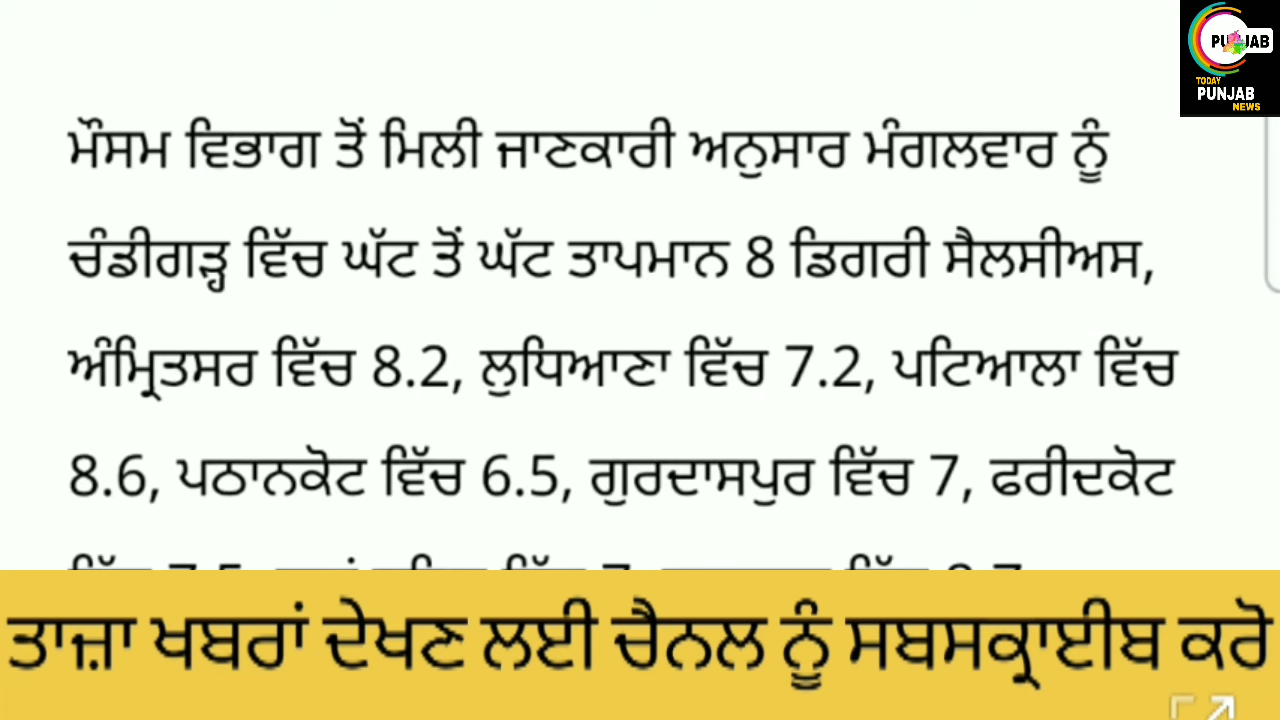 PUNJAB
TODAY
PUNJAB
NEWS
ਮੌਸਮ ਵਿਭਾਗ ਤੋਂ ਮਿਲੀ ਜਾਣਕਾਰੀ ਅਨੁਸਾਰ ਮੰਗਲਵਾਰ ਨੂੰ
ਚੰਡੀਗੜ੍ਹ ਵਿੱਚ ਘੱਟ ਤੋਂ ਘੱਟ ਤਾਪਮਾਨ 8 ਡਿਗਰੀ ਸੈਲਸੀਅਸ,
ਅੰਮ੍ਰਿਤਸਰ ਵਿੱਚ 8.2, ਲੁਧਿਆਣਾ ਵਿੱਚ 7.2, ਪਟਿਆਲਾ ਵਿੱਚ
8.6, ਪਠਾਨਕੋਟ ਵਿੱਚ 6.5, ਗੁਰਦਾਸਪੁਰ ਵਿੱਚ 7, ਫਰੀਦਕੋਟ
ਤਾਜ਼ਾ ਖਬਰਾਂ ਦੇਖਣ ਲਈ ਚੈਨਲ ਨੂੰ ਸਬਸਕ੍ਰਾਈਬ ਕਰੋ